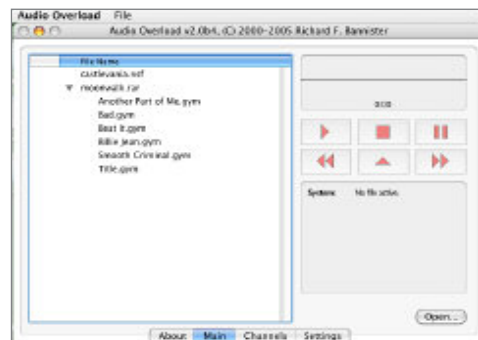 Audio Overload File
Audio Overload v2.0b4, (C) 2000-2005 Richard F. Bannister
File Name
castlevania.nsf
moonwalk.rar
Another Part of Me.gym
Bad.gym
Beat It.gym
Billie Jean.gym
Smooth Criminal.gym
Title.gym
0:00
System: No file active.
Open...
About Main Channels Settings